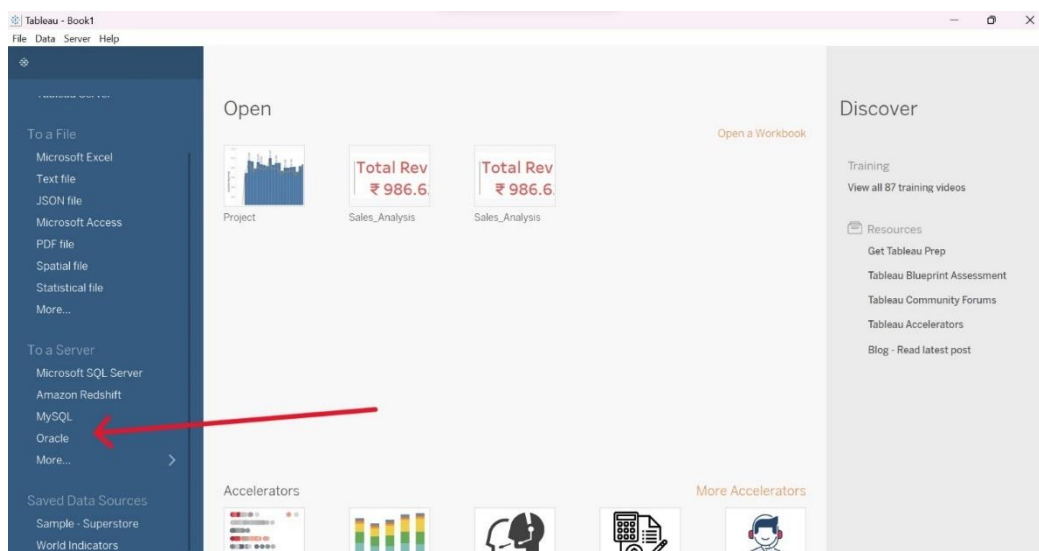 Tableau - Book1
File Data Server Help
To a File
Microsoft Excel
Text file
JSON file
Microsoft Access
PDF file
Spatial file
Statistical file
More...
To a Server
Microsoft SQL Server
Amazon Redshift
MySQL
Oracle
More...
Saved Data Sources
Sample - Superstore
World Indicators
Open
Open a Workbook
Total Rev
₹ 986.6
Total Rev
₹ 986.6
Project
Sales_Analysis
Sales_Analysis
Accelerators
More Accelerators
Discover
Training
View all 87 training videos
Resources
Get Tableau Prep
Tableau Blueprint Assessment
Tableau Community Forums
Tableau Accelerators
Blog - Read latest post